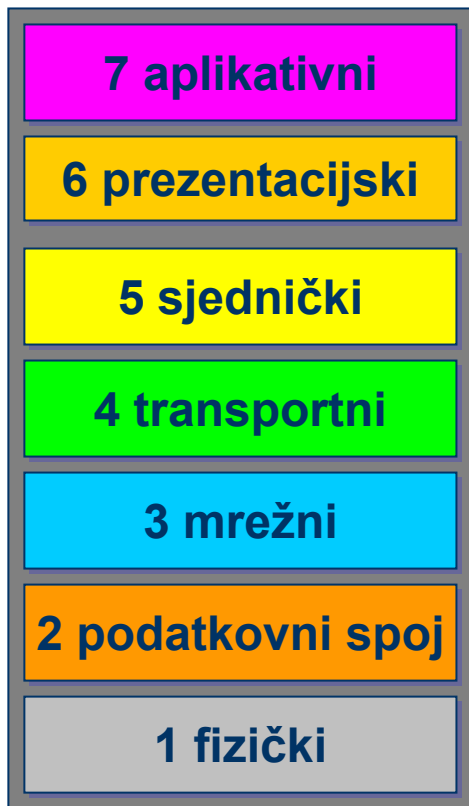 7 aplikativni
6 prezentacijski
5 sjednički
4 transportni
3 mrežni
2 podatkovni spoj
1 fizički